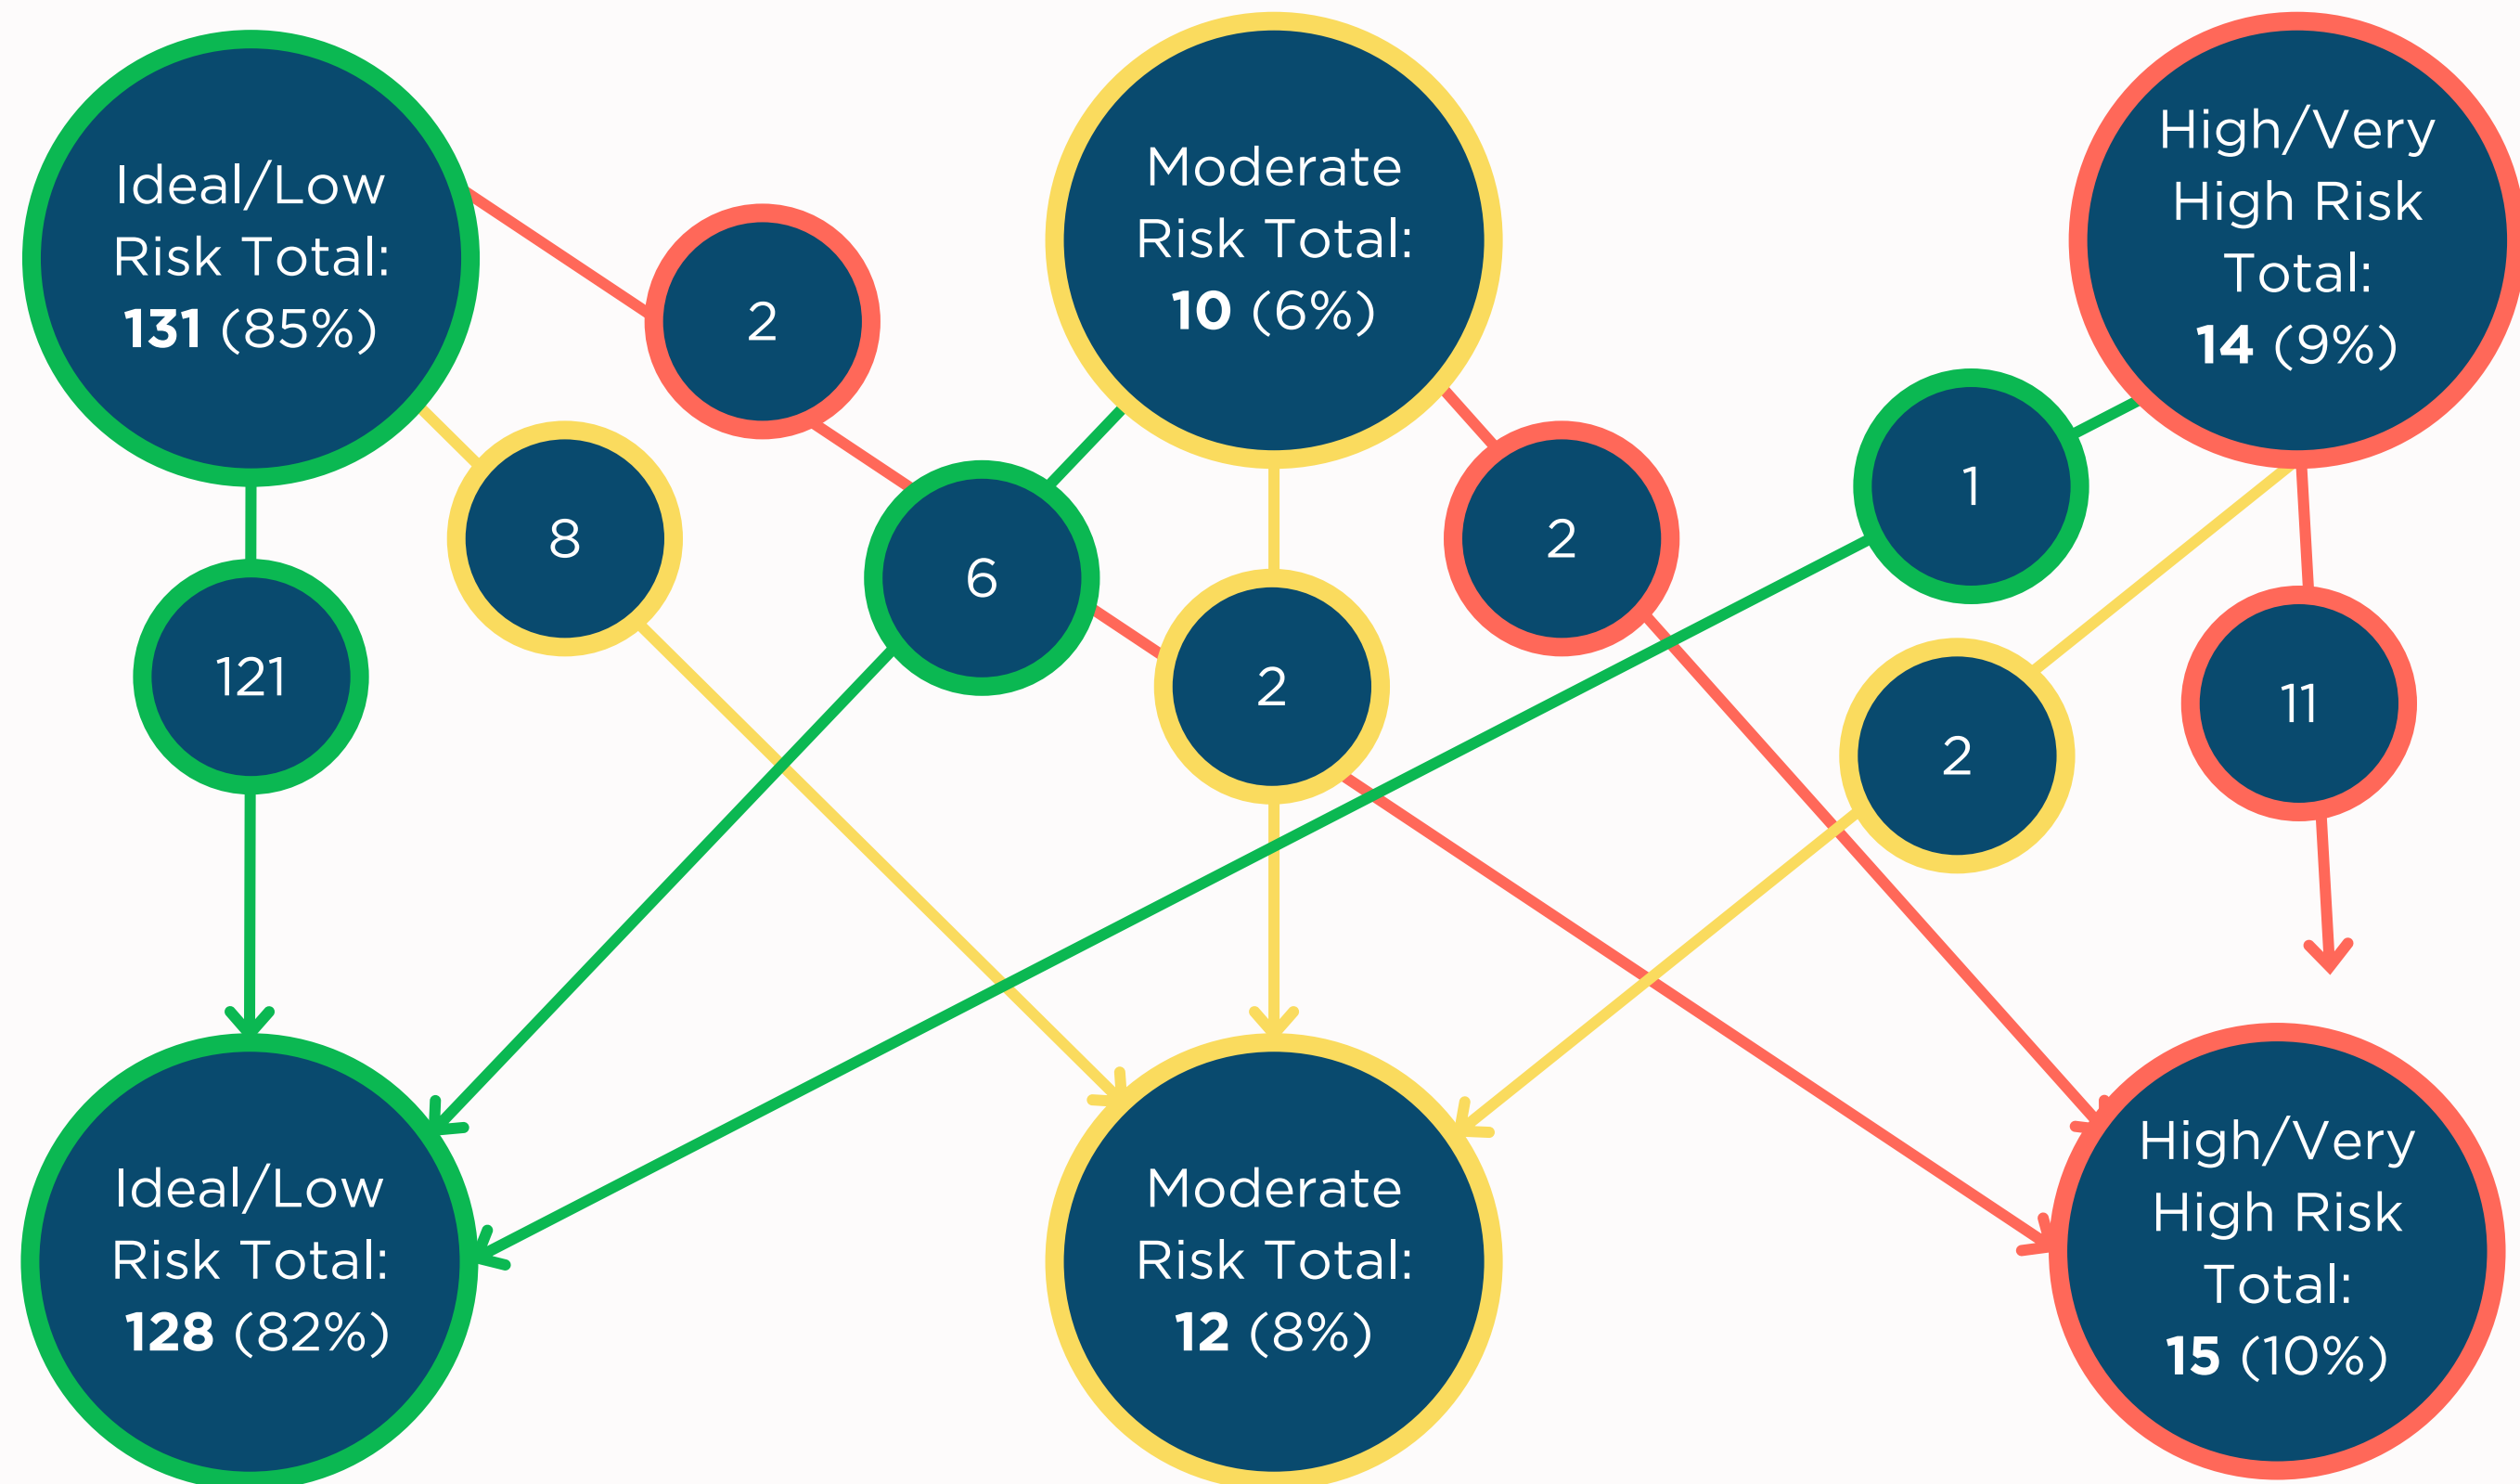 Ideal/Low
Risk Total:
131 (85%)
Moderate
Risk Total:
10 (6%)
High/Very
High Risk
Total:
14 (9%)
2
8
121
6
2
2
1
2
11
Ideal/Low
Risk Total:
128 (82%)
Moderate
Risk Total:
12 (8%)
High/Very
High Risk
Total:
15 (10%)